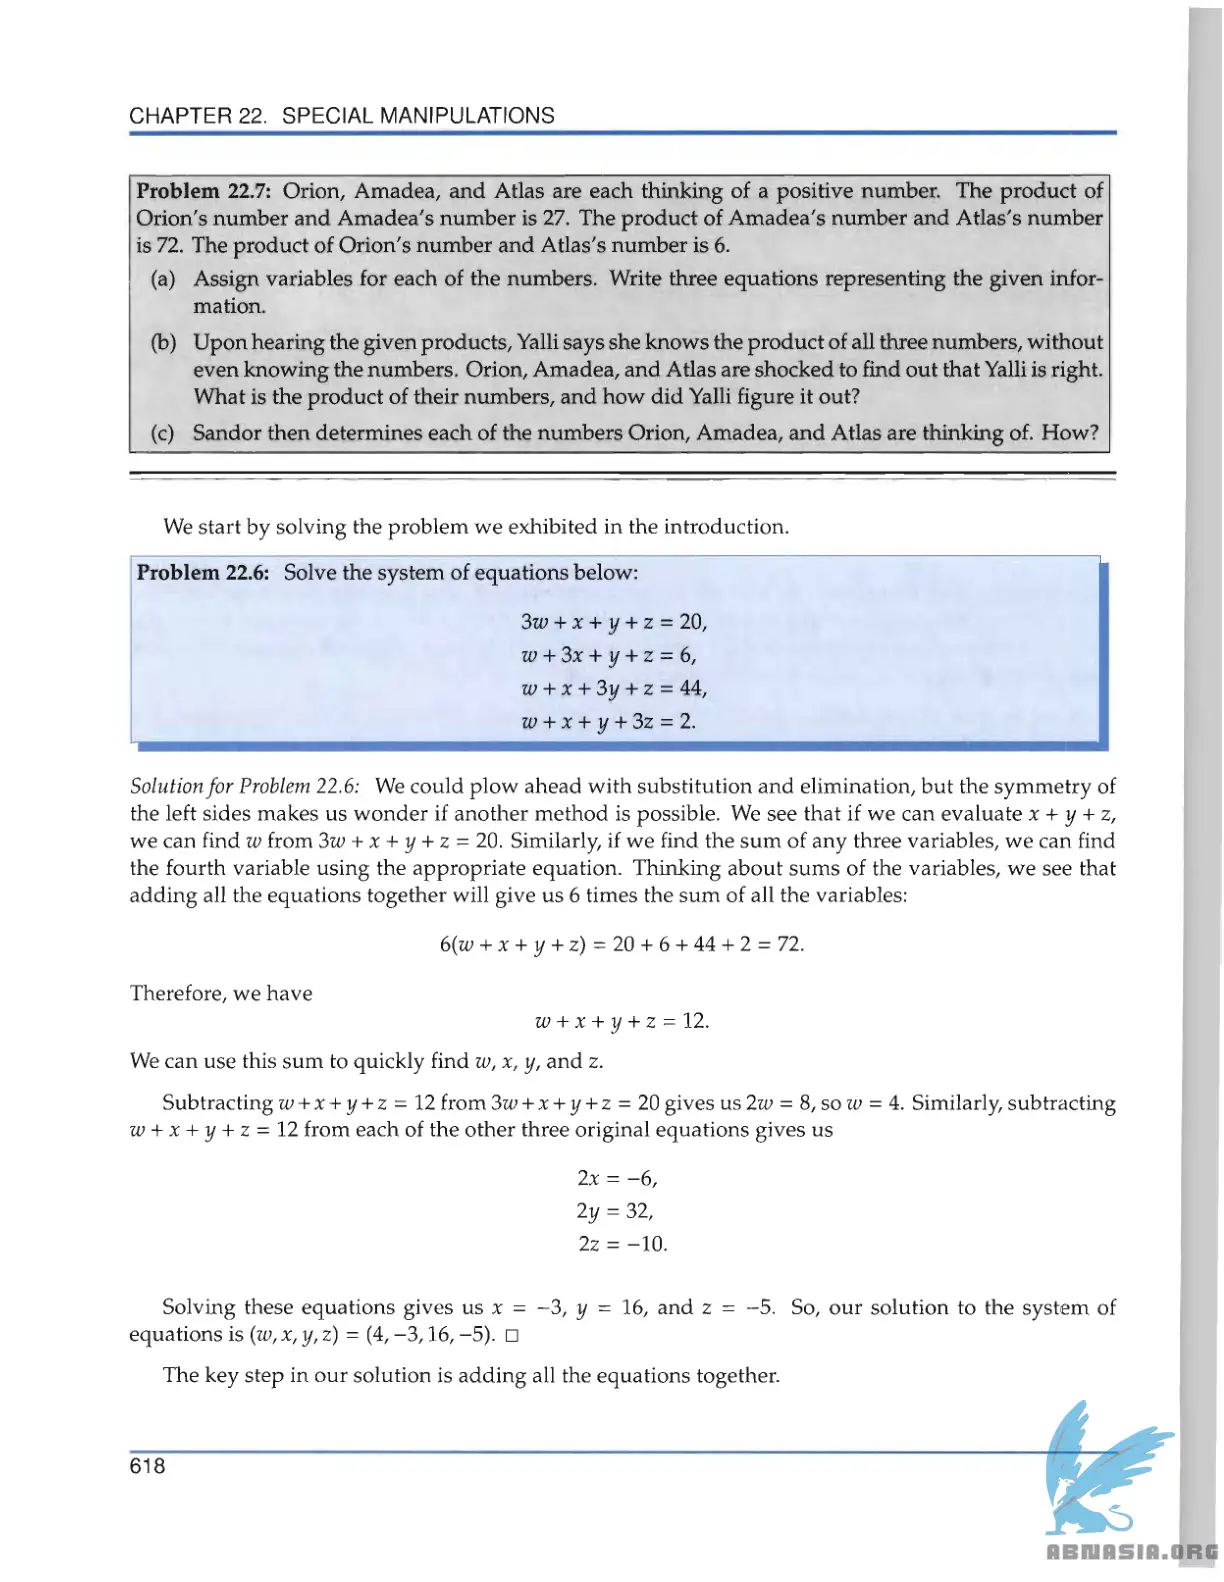 CHAPTER 22. SPECIAL MANIPULATIONS
Problem 22.7: Orion, Amadea, and Atlas are each thinking of a positive number. The product of
Orion's number and Amadea's number is 27. The product of Amadea's number and Atlas's number
is 72. The product of Orion's number and Atlas's number is 6.
(a) Assign variables for each of the numbers. Write three equations representing the given infor-
mation.
(b) Upon hearing the given products, Yalli says she knows the product of all three numbers, without
even knowing the numbers. Orion, Amadea, and Atlas are shocked to find out that Yalli is right.
What is the product of their numbers, and how did Yalli figure it out?
(c) Sandor then determines each of the numbers Orion, Amadea, and Atlas are thinking of. How?
We start by solving the problem we exhibited in the introduction.
Problem 22.6: Solve the system of equations below:
3w + x + y + z = 20,
w + 3x + y + z = 6,
w + x + 3y + z = 44,
w + x + y + 3z = 2.
Solution for Problem 22.6: We could plow ahead with substitution and elimination, but the symmetry of
the left sides makes us wonder if another method is possible. We see that if we can evaluate x + y + z,
we can find w from 3w + x + y + z = 20. Similarly, if we find the sum of any three variables, we can find
the fourth variable using the appropriate equation. Thinking about sums of the variables, we see that
adding all the equations together will give us 6 times the sum of all the variables:
6(w + x + y + z) = 20 + 6 + 44 + 2 = 72.
Therefore, we have
w + x + y + z = 12.
We can use this sum to quickly find w, x, y, and z.
Subtracting w + x + y + z = 12 from 3w + x + y + z = 20 gives us 2w = 8, so w = 4. Similarly, subtracting
w + x + y + z = 12 from each of the other three original equations gives us
2x = −6,
2y = 32,
2z = −10.
Solving these equations gives us x = −3, y = 16, and z = −5. So, our solution to the system of
equations is (w, x, y, z) = (4, −3, 16, −5). □
The key step in our solution is adding all the equations together.
618
ABNASIA.ORG